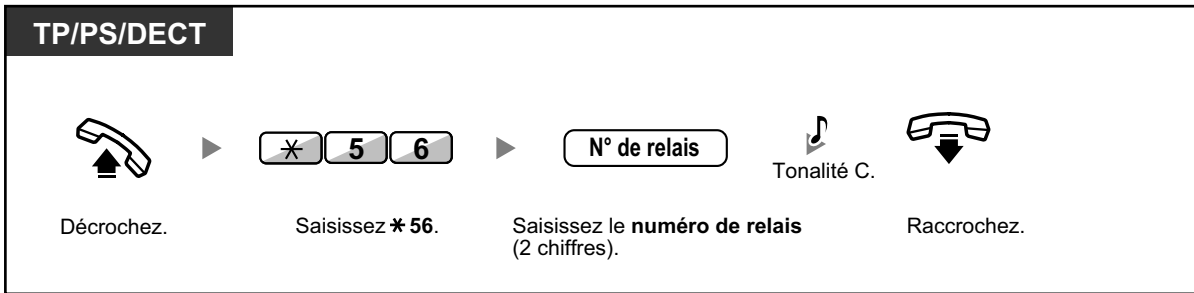 TP/PS/DECT
* 5 6
N° de relais
Tonalité C.
Décrochez.
Saisissez * 56.
Saisissez le numéro de relais
(2 chiffres).
Raccrochez.